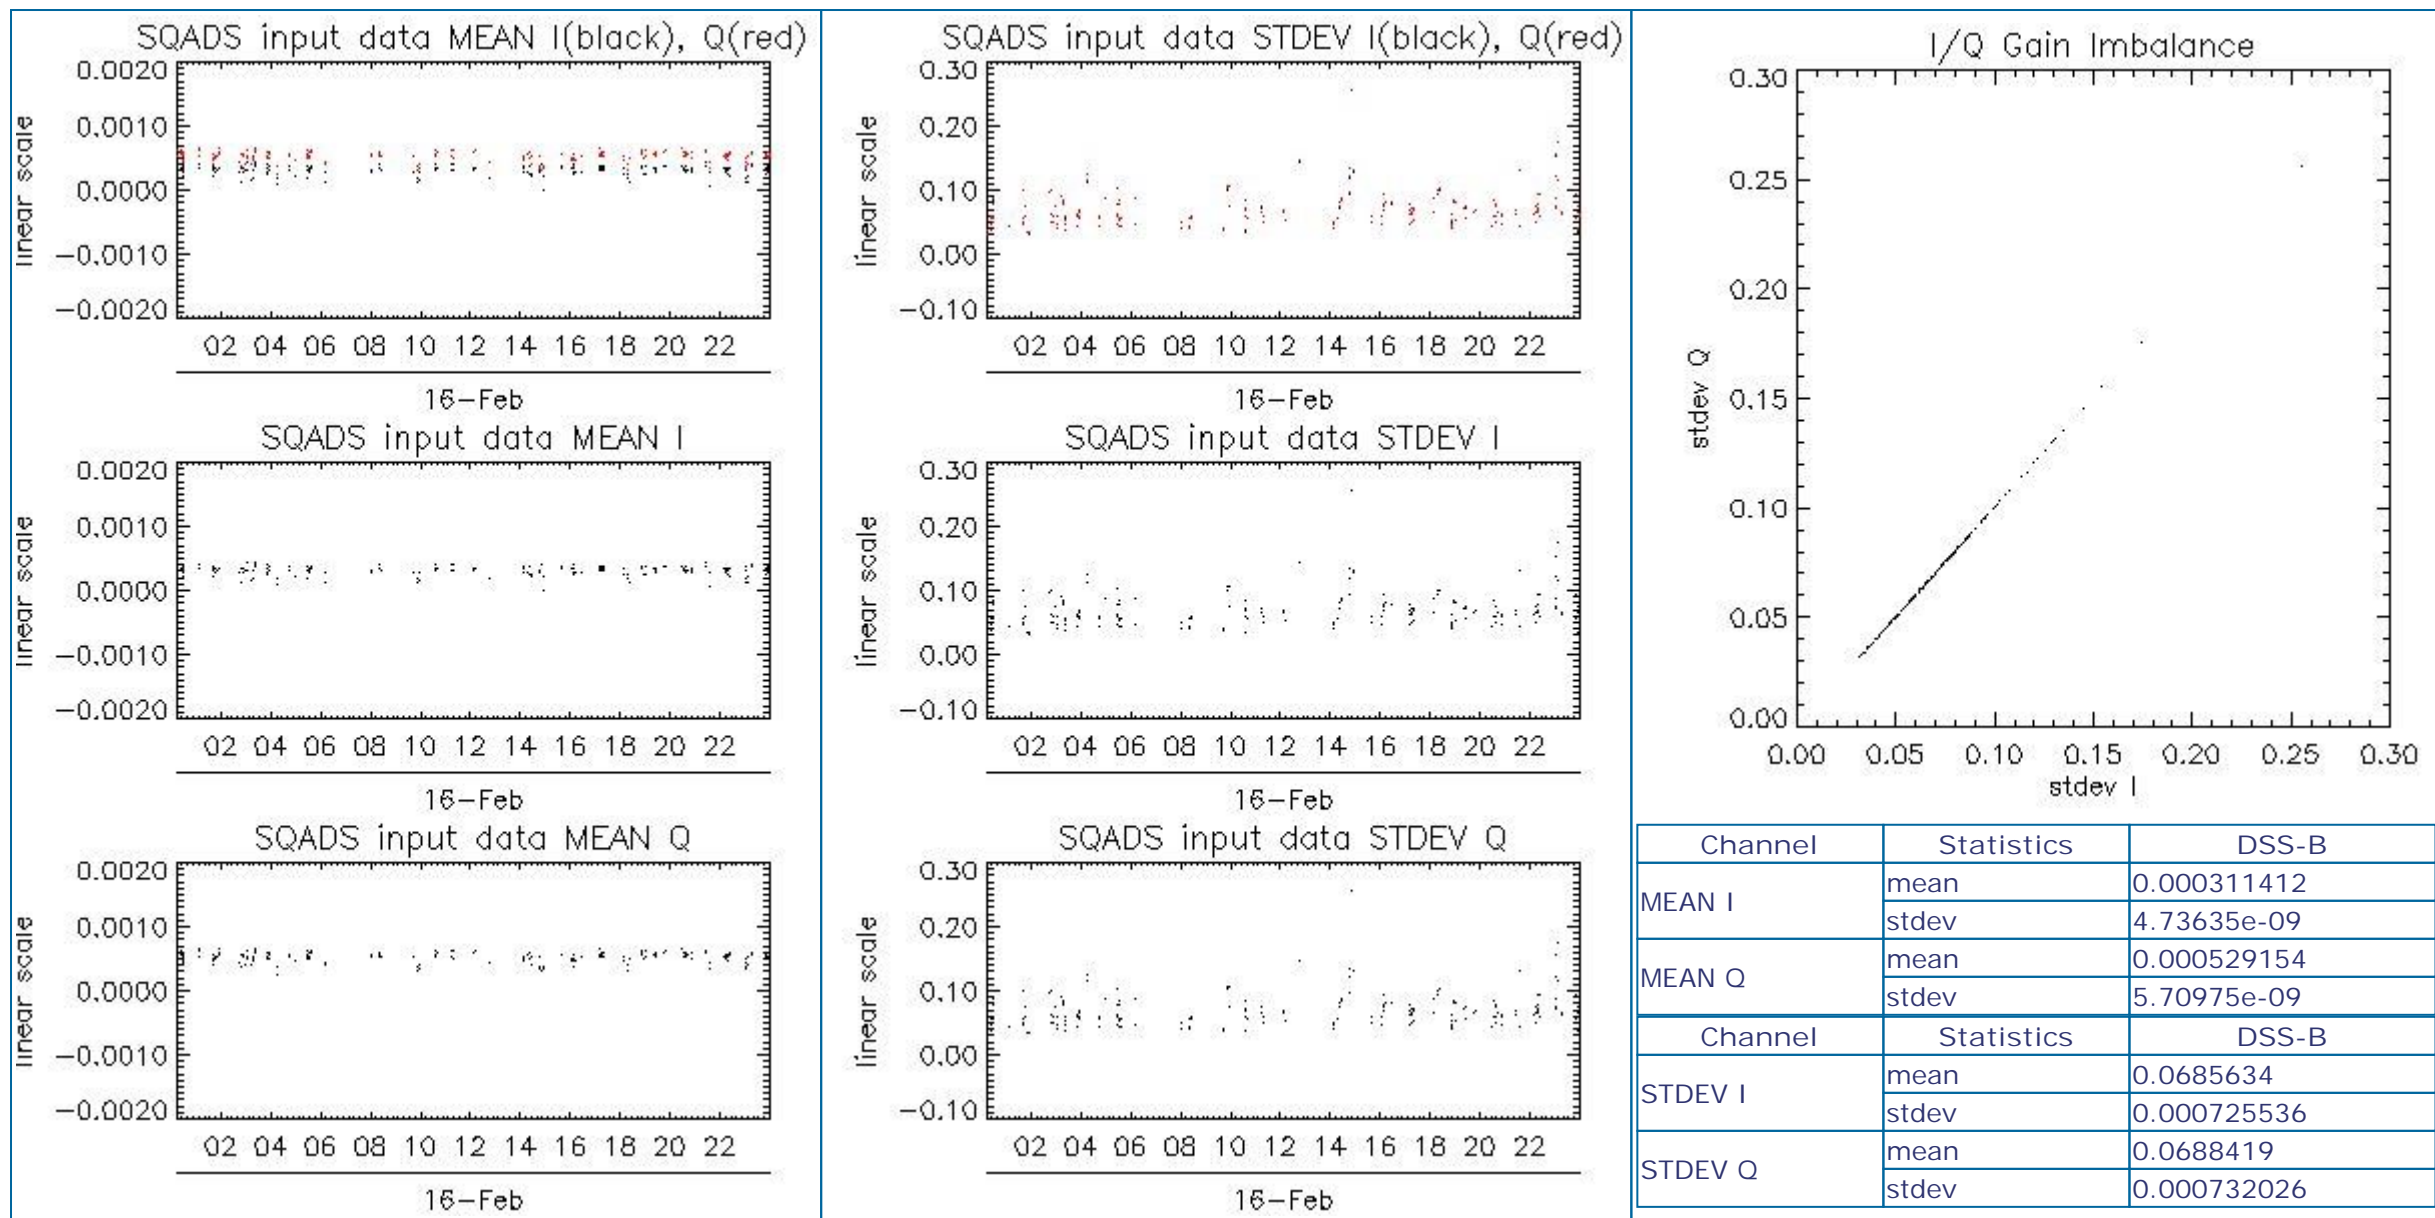 SQADS input data MEAN I(black), Q(red)
0.0020
0.0010
0.0000
−0.0010
−0.0020
linear scale
02 04 06 08 10 12 14 16 18 20 22
16−Feb
SQADS input data MEAN I
0.0020
0.0010
0.0000
−0.0010
−0.0020
linear scale
02 04 06 08 10 12 14 16 18 20 22
16−Feb
SQADS input data MEAN Q
0.0020
0.0010
0.0000
−0.0010
−0.0020
linear scale
02 04 06 08 10 12 14 16 18 20 22
16−Feb
SQADS input data STDEV I(black), Q(red)
0.30
0.20
0.10
0.00
−0.10
linear scale
02 04 06 08 10 12 14 16 18 20 22
16−Feb
SQADS input data STDEV I
0.30
0.20
0.10
0.00
−0.10
linear scale
02 04 06 08 10 12 14 16 18 20 22
16−Feb
SQADS input data STDEV Q
0.30
0.20
0.10
0.00
−0.10
linear scale
02 04 06 08 10 12 14 16 18 20 22
16−Feb
I/Q Gain Imbalance
0.30
0.25
0.20
0.15
0.10
0.05
0.00
stdev Q
0.00 0.05 0.10 0.15 0.20 0.25 0.30
stdev I
Channel Statistics DSS-B
MEAN I mean 0.000311412
stdev 4.73635e-09
MEAN Q mean 0.000529154
stdev 5.70975e-09
Channel Statistics DSS-B
STDEV I mean 0.0685634
stdev 0.000725536
STDEV Q mean 0.0688419
stdev 0.000732026